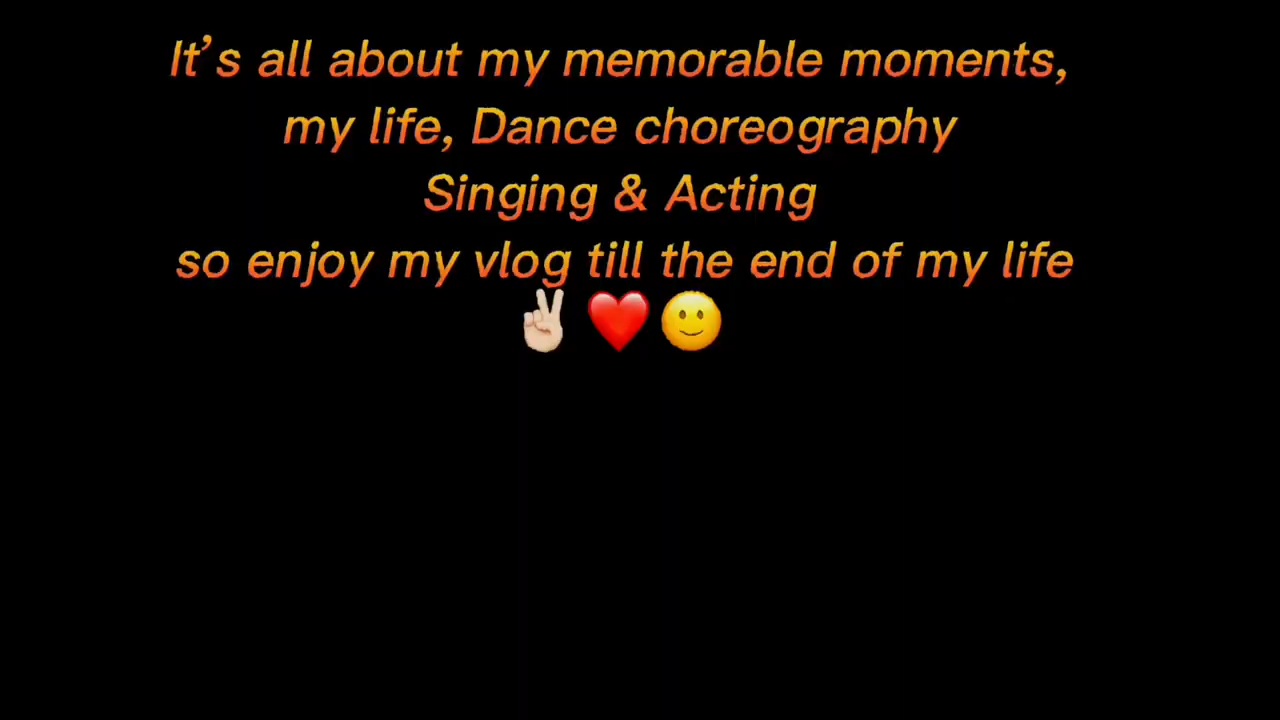 It's all about my memorable moments,
my life, Dance choreography
Singing & Acting
so enjoy my vlog till the end of my life
✌🏻❤️🙂